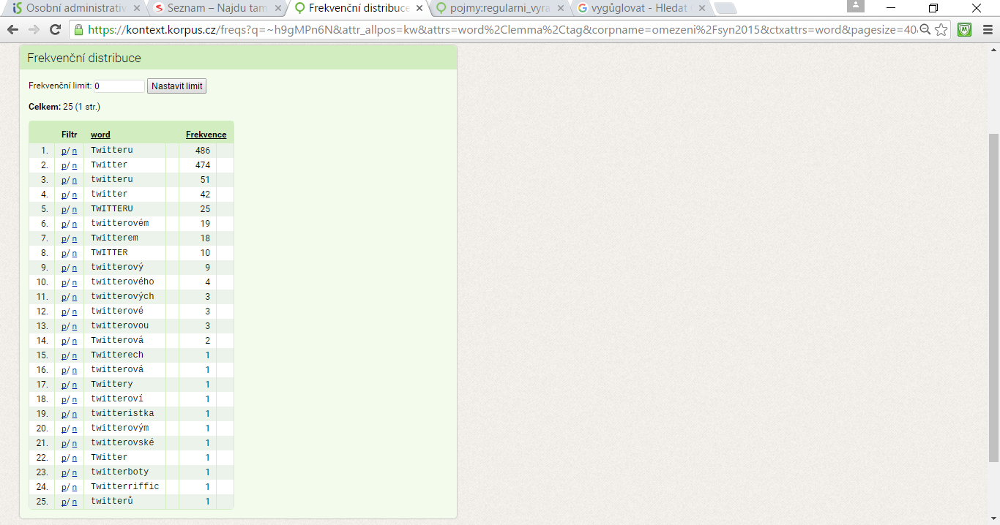 Osobní administrativ
Seznam – Najdu tam
Frekvenční distribuce
pojmy:regularni_vyra
vygůglovat - Hledat
https://kontext.korpus.cz/freqs?q=~h9gMPn6N&attr_allpos=kw&attrs=word%2Clemma%2Ctag&corpname=omezeni%2Fsyn2015&ctxattrs=word&pagesize=40
Frekvenční distribuce
Frekvenční limit: 0 Nastavit limit
Celkem: 25 (1 str.)
Filtr word Frekvence
1. p/ n Twitteru 486
2. p/ n Twitter 474
3. p/ n twitteru 51
4. p/ n twitter 42
5. p/ n TWITTERU 25
6. p/ n twitterovém 19
7. p/ n Twitterem 18
8. p/ n TWITTER 10
9. p/ n twitterový 9
10. p/ n twitterového 4
11. p/ n twitterových 3
12. p/ n twitterové 3
13. p/ n twitterovou 3
14. p/ n Twitterová 2
15. p/ n Twitterech 1
16. p/ n twitterová 1
17. p/ n Twittery 1
18. p/ n twitteroví 1
19. p/ n twitteristka 1
20. p/ n twitterovým 1
21. p/ n twitterovské 1
22. p/ n TWitter 1
23. p/ n twitterboty 1
24. p/ n Twitterriffic 1
25. p/ n twitterů 1